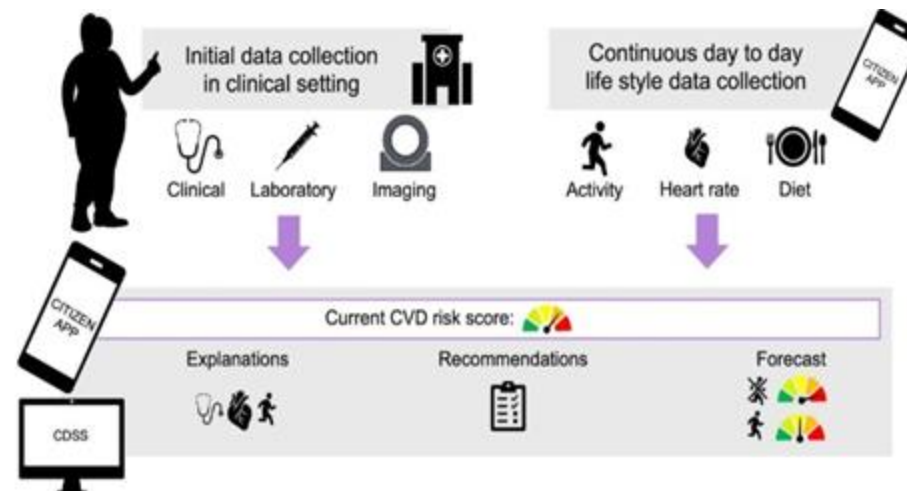 Initial data collection
in clinical setting
Continuous day to day
life style data collection
CITIZEN
APP
Clinical
Laboratory
Imaging
Activity
Heart rate
Diet
CITIZEN
APP
Current CVD risk score:
Explanations
Recommendations
Forecast
CDSS